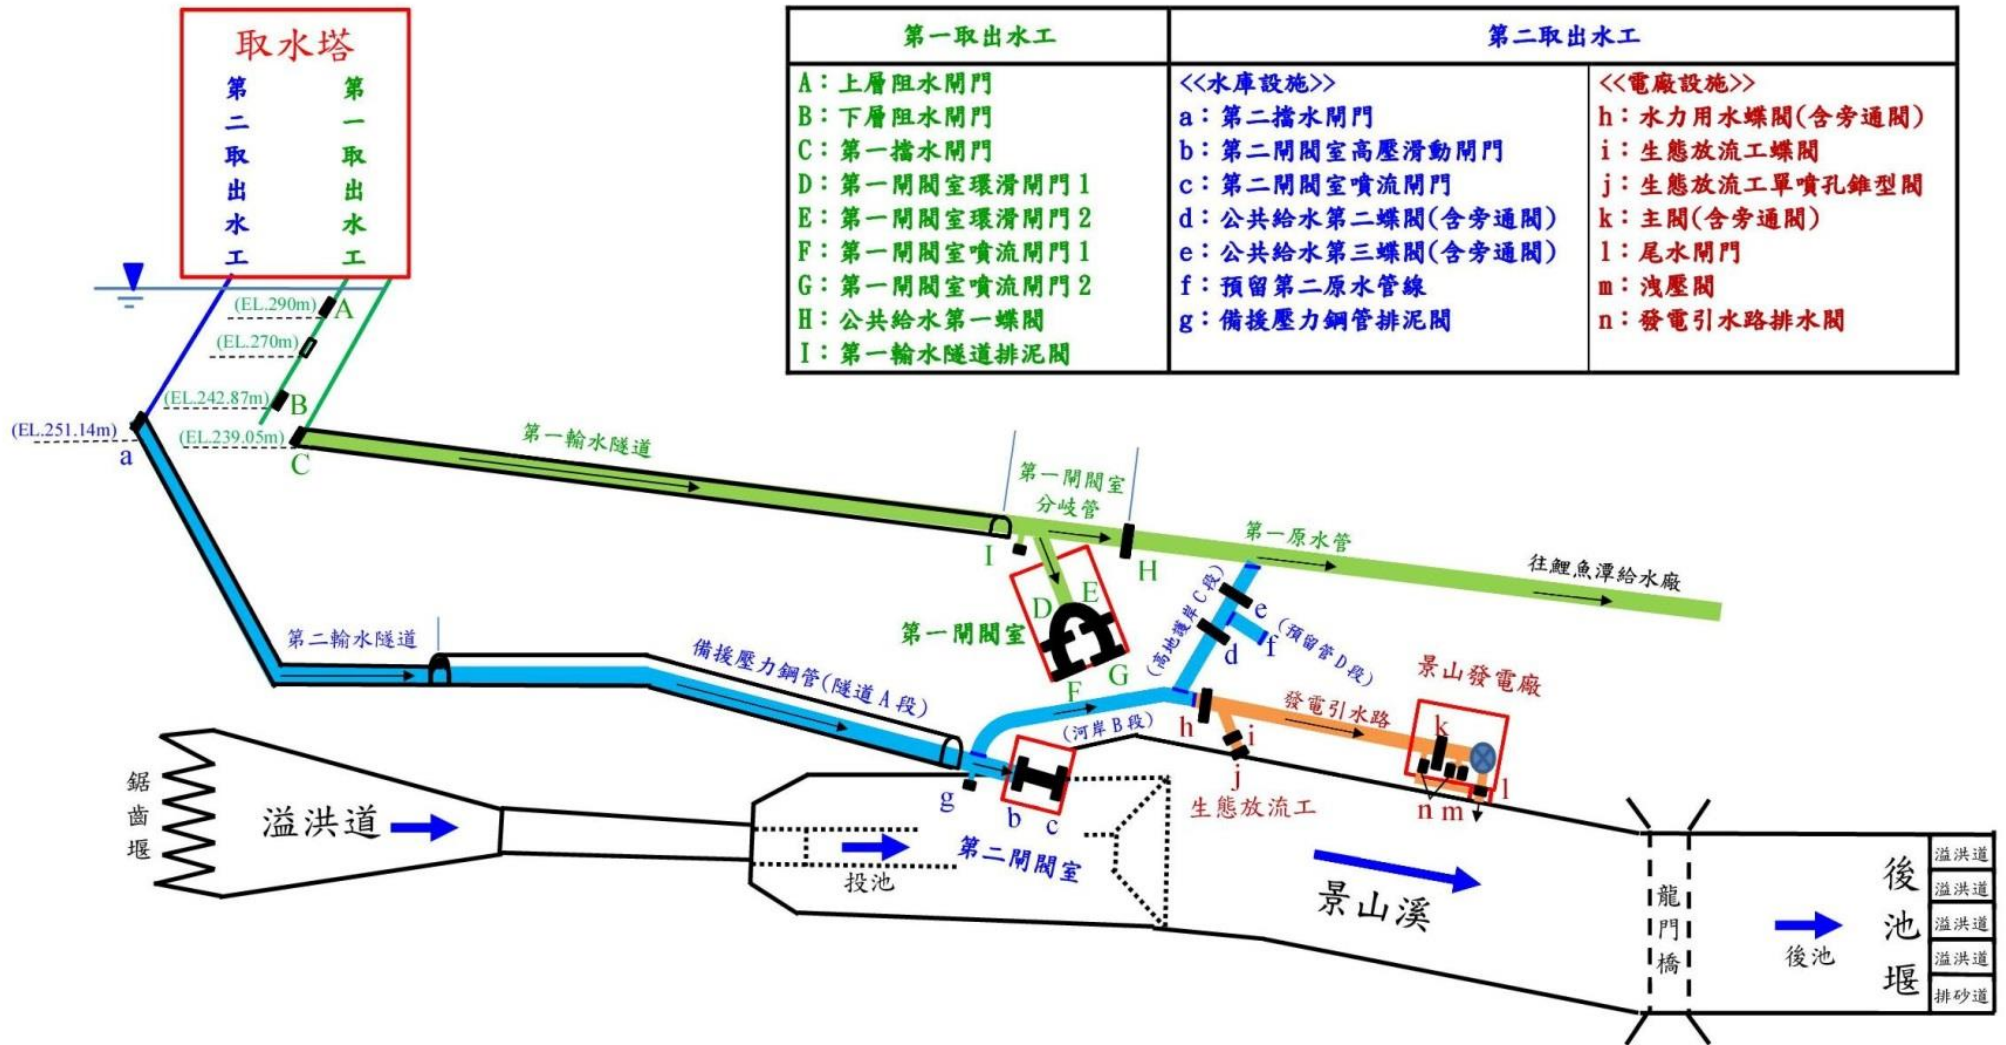 取水塔
第二取出水工
第一取出水工
第一取出水工
第二取出水工
A：上層阻水閘門
B：下層阻水閘門
C：第一擋水閘門
D：第一閘閥室環滑閘門1
E：第一閘閥室環滑閘門2
F：第一閘閥室噴流閘門1
G：第一閘閥室噴流閘門2
H：公共給水第一蝶閥
I：第一輸水隧道排泥閥
<<水庫設施>>
a：第二擋水閘門
b：第二閘閥室高壓滑動閘門
c：第二閘閥室噴流閘門
d：公共給水第二蝶閥(含旁通閥)
e：公共給水第三蝶閥(含旁通閥)
f：預留第二原水管線
g：備援壓力鋼管排泥閥
<<電廠設施>>
h：水力用水蝶閥(含旁通閥)
i：生態放流工蝶閥
j：生態放流工單噴孔錐型閥
k：主閥(含旁通閥)
l：尾水閘門
m：洩壓閥
n：發電引水路排水閥
(EL.290m)
A
(EL.270m)
(EL.242.87m)
B
(EL.251.14m)
a
(EL.239.05m)
C
第一輸水隧道
第一閘閥室
分岐管
I
H
第一原水管
往鯉魚潭給水廠
D
E
第一閘閥室
F
G
(高地護岸C段)
e
d
f
(預留管D段)
第二輸水隧道
備援壓力鋼管(隧道A段)
(河岸B段)
h
發電引水路
景山發電廠
i
j
k
l
n
m
生態放流工
g
b
c
第二閘閥室
鋸齒堰
溢洪道
投池
景山溪
龍門橋
後池
後池堰
溢洪道
溢洪道
溢洪道
溢洪道
排砂道